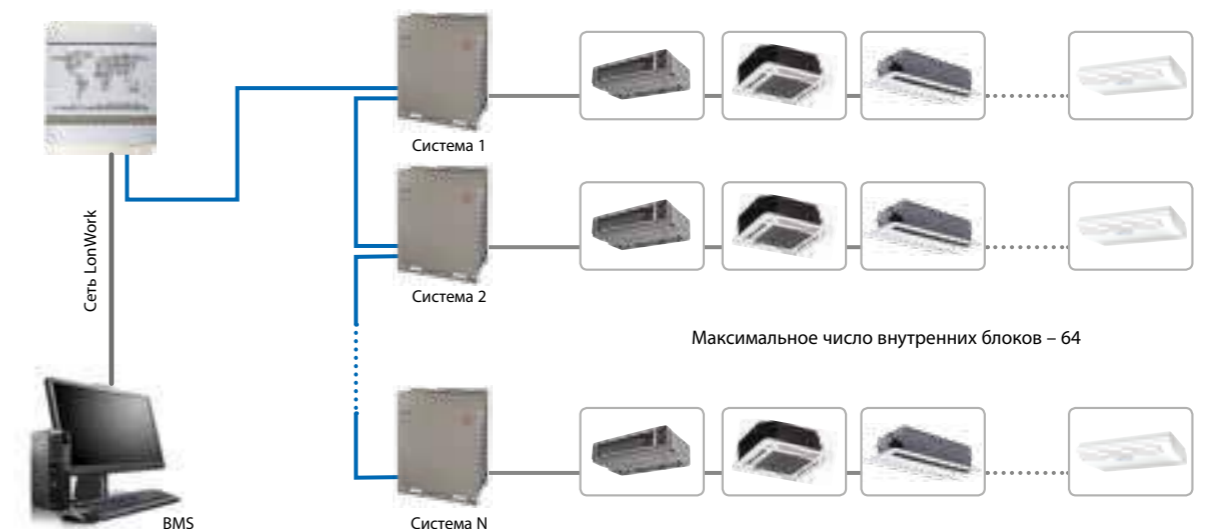 Система 1
Сеть LonWork
Система 2
Максимальное число внутренних блоков – 64
BMS
Система N